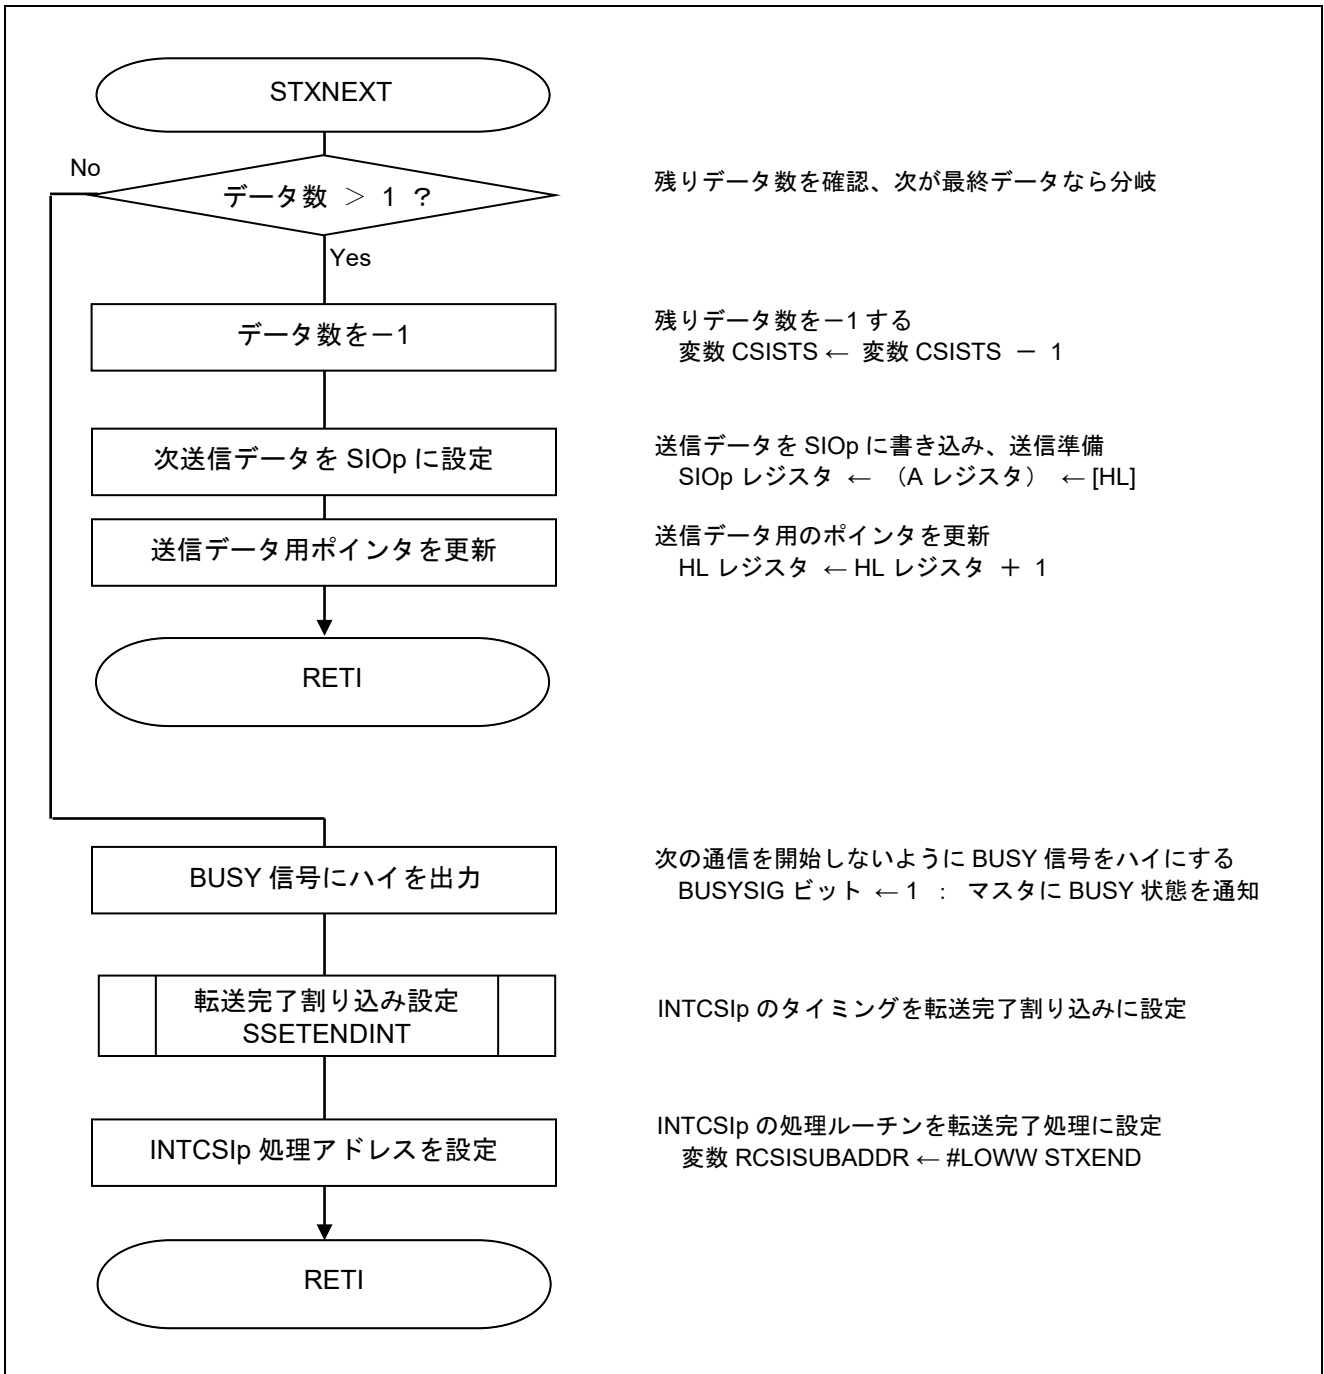 STXNEXT
No
データ数 ＞ 1 ？
残りデータ数を確認、次が最終データなら分岐
Yes
データ数を－1
残りデータ数を－1 する
変数 CSISTS ← 変数 CSISTS － 1
次送信データを SIOp に設定
送信データを SIOp に書き込み、送信準備
SIOp レジスタ ← （A レジスタ） ← [HL]
送信データ用ポインタを更新
送信データ用のポインタを更新
HL レジスタ ← HL レジスタ ＋ 1
RETI
BUSY 信号にハイを出力
次の通信を開始しないように BUSY 信号をハイにする
BUSYSIG ビット ← 1 ： マスタに BUSY 状態を通知
転送完了割り込み設定
SSETENDINT
INTCSIp のタイミングを転送完了割り込みに設定
INTCSIp 処理アドレスを設定
INTCSIp の処理ルーチンを転送完了処理に設定
変数 RCSISUBADDR ← #LOWW STXEND
RETI